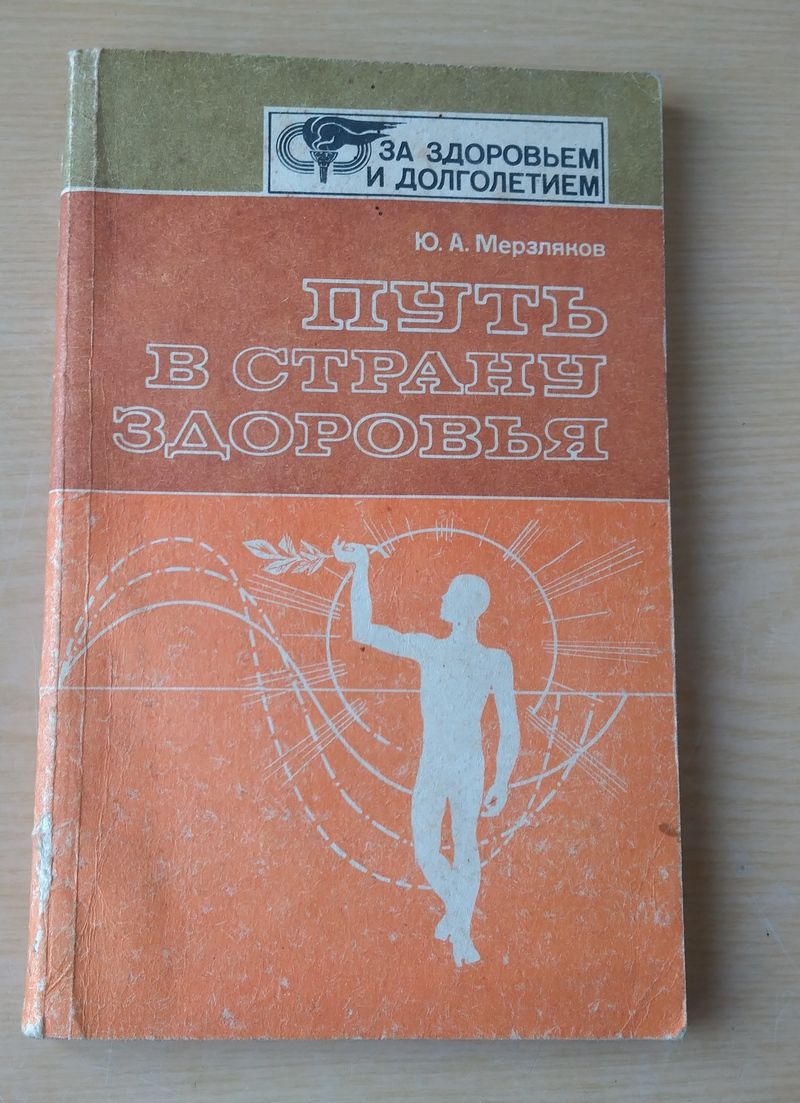 ЗА ЗДОРОВЬЕМ
И ДОЛГОЛЕТИЕМ
Ю. А. Мерзляков
ПУТЬ
В СТРАНУ
ЗДОРОВЬЯ